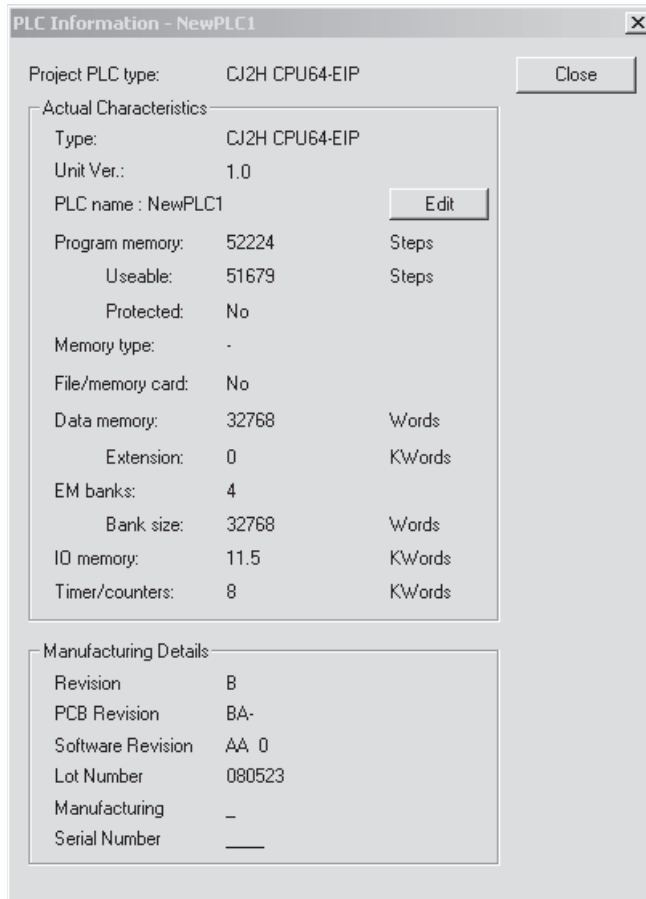 PLC Information - NewPLC1
Project PLC type: CJ2H CPU64-EIP Close
Actual Characteristics
Type: CJ2H CPU64-EIP
Unit Ver.: 1.0
PLC name : NewPLC1 Edit
Program memory: 52224 Steps
Useable: 51679 Steps
Protected: No
Memory type: -
File/memory card: No
Data memory: 32768 Words
Extension: 0 KWords
EM banks: 4
Bank size: 32768 Words
IO memory: 11.5 KWords
Timer/counters: 8 KWords
Manufacturing Details
Revision B
PCB Revision BA-
Software Revision AA 0
Lot Number 080523
Manufacturing _
Serial Number ____